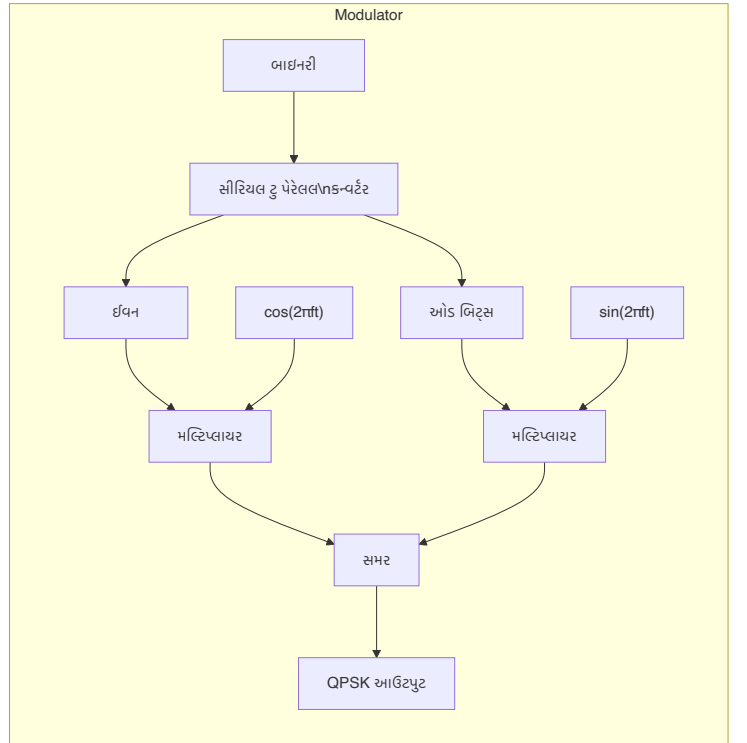 Modulator
બાઇનરી
સીરિયલ ટુ પેરેલલ\nકન્વર્ટર
ઈવન
cos(2πft)
ઓડ બિટ્સ
sin(2πft)
મલ્ટિપ્લાયર
મલ્ટિપ્લાયર
સમર
QPSK આઉટપુટ